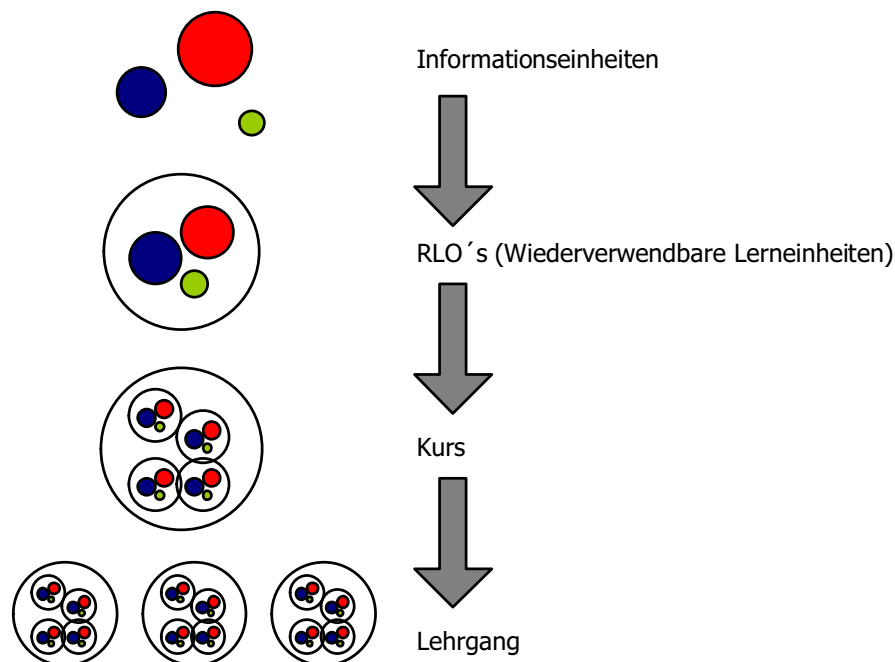 Informationseinheiten
RLO´s (Wiederverwendbare Lerneinheiten)
Kurs
Lehrgang